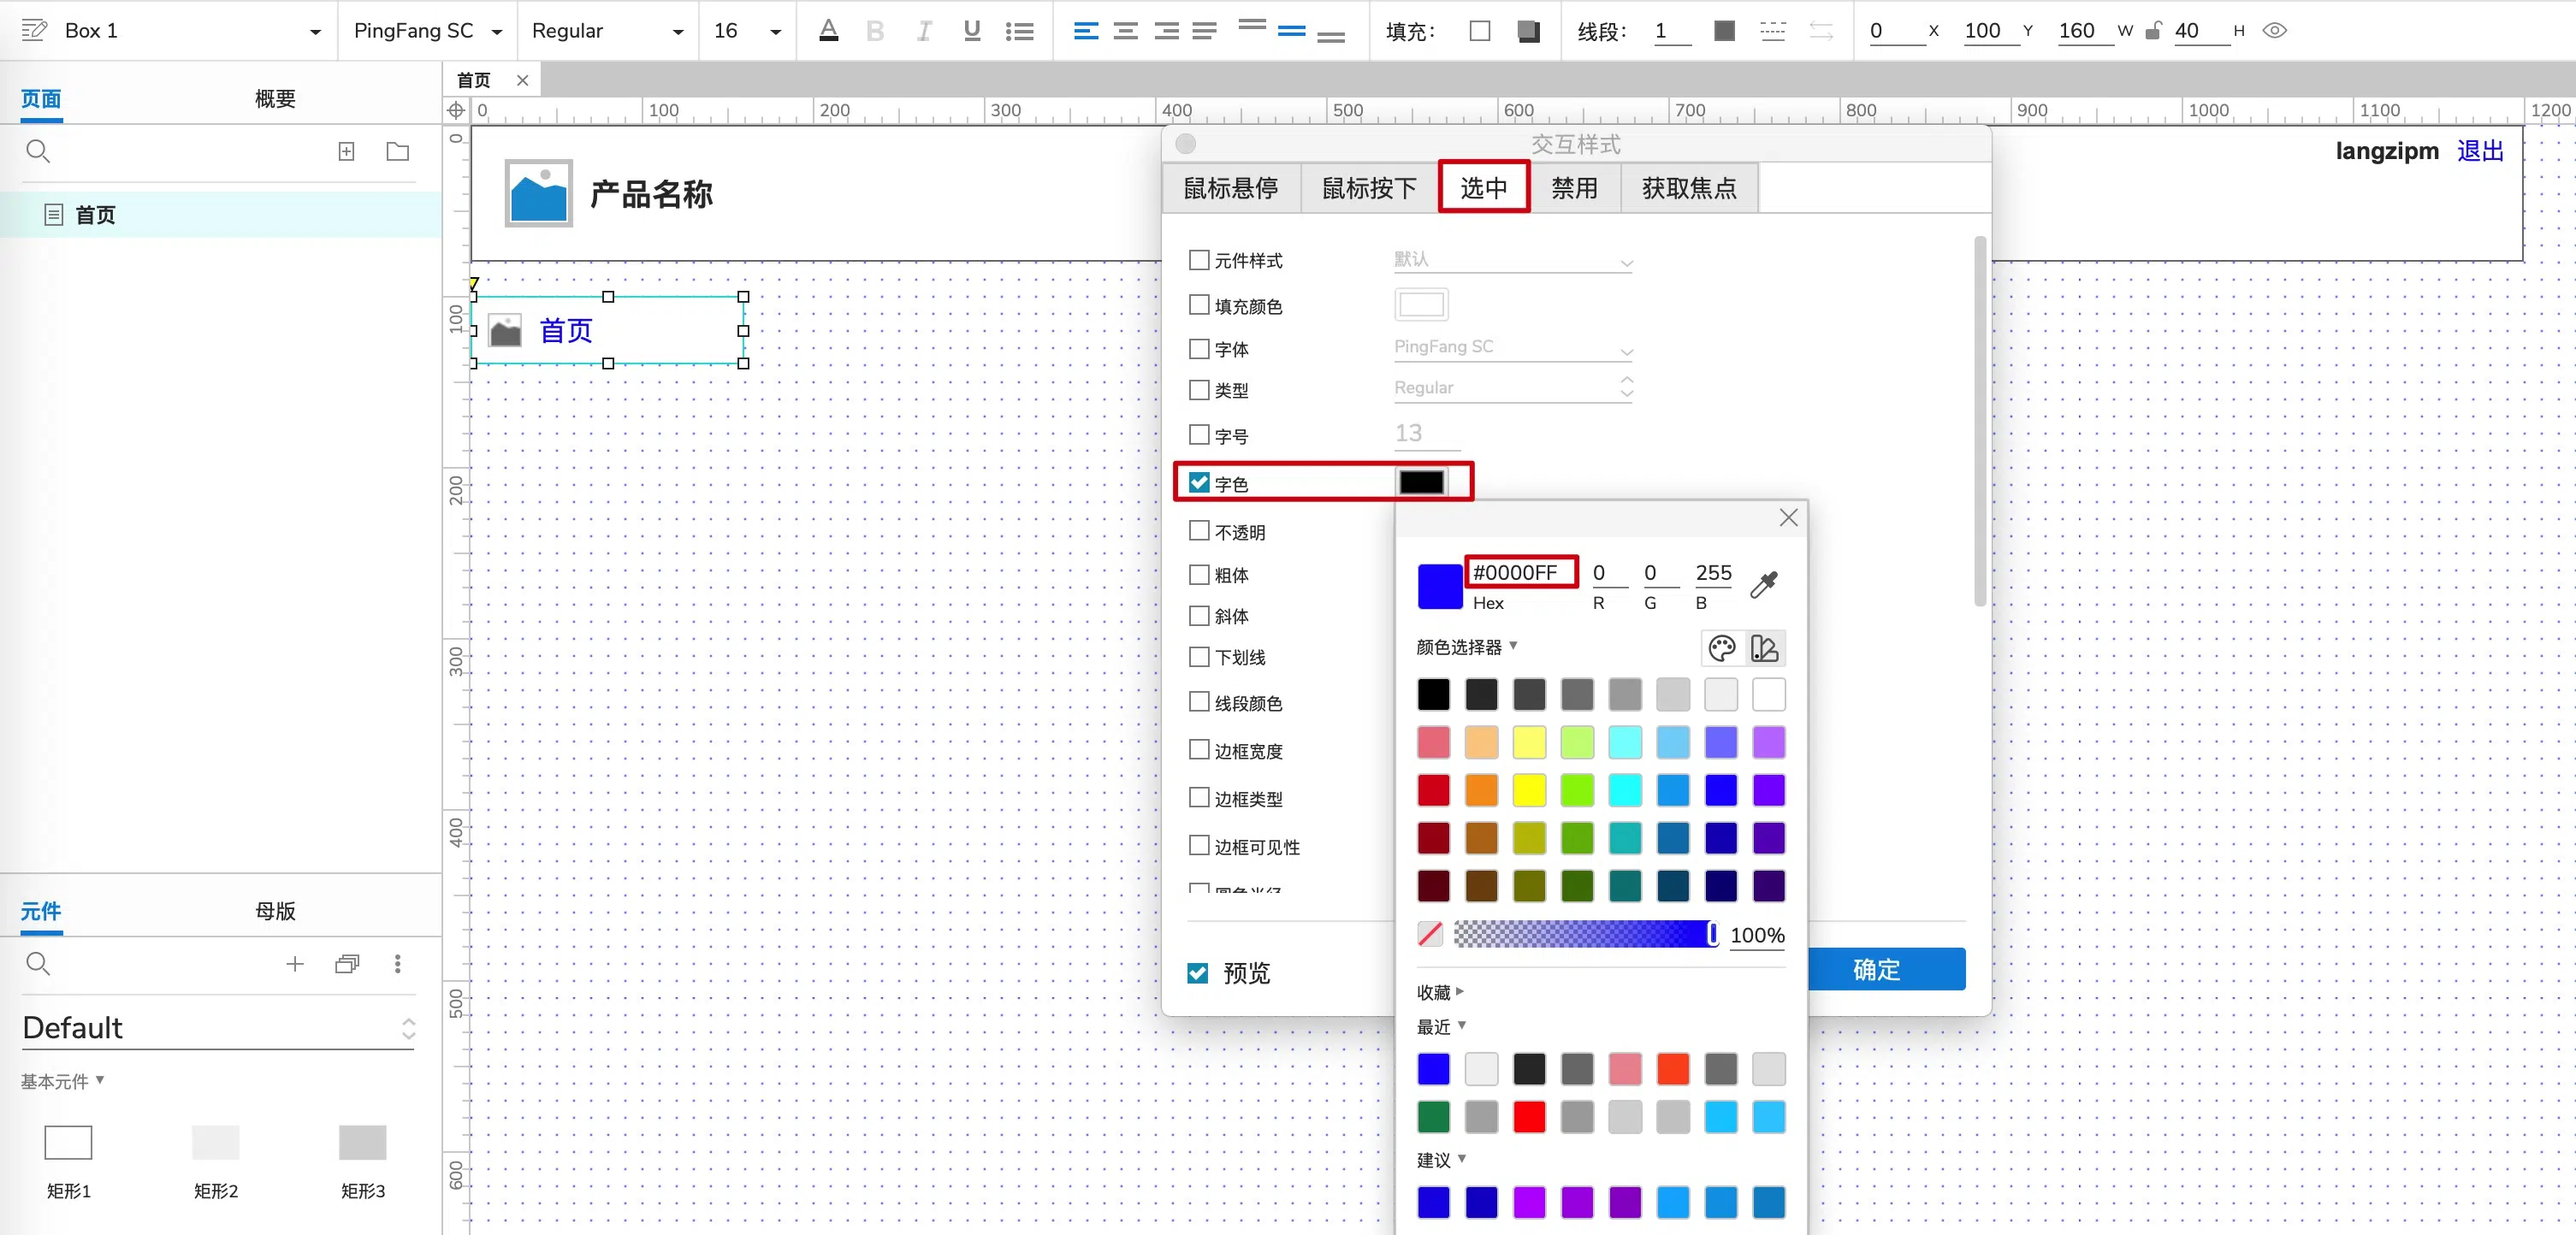 Box 1 PingFang SC Regular 16 A B I U 填充： 线段： 1 0 X 100 Y 160 W 40 H
页面 概要
首页
首页
0 100 200 300 400 500 600 700 800 900 1000 1100 1200
0
100
200
300
400
500
600
产品名称
langzipm 退出
首页
交互样式
鼠标悬停 鼠标按下 选中 禁用 获取焦点
元件样式 默认
填充颜色
字体 PingFang SC
类型 Regular
字号 13
字色
不透明
粗体
斜体
下划线
线段颜色
边框宽度
边框类型
边框可见性
预览
确定
#0000FF 0 0 255
Hex R G B
颜色选择器
100%
收藏
最近
建议
元件 母版
Default
基本元件
矩形1 矩形2 矩形3